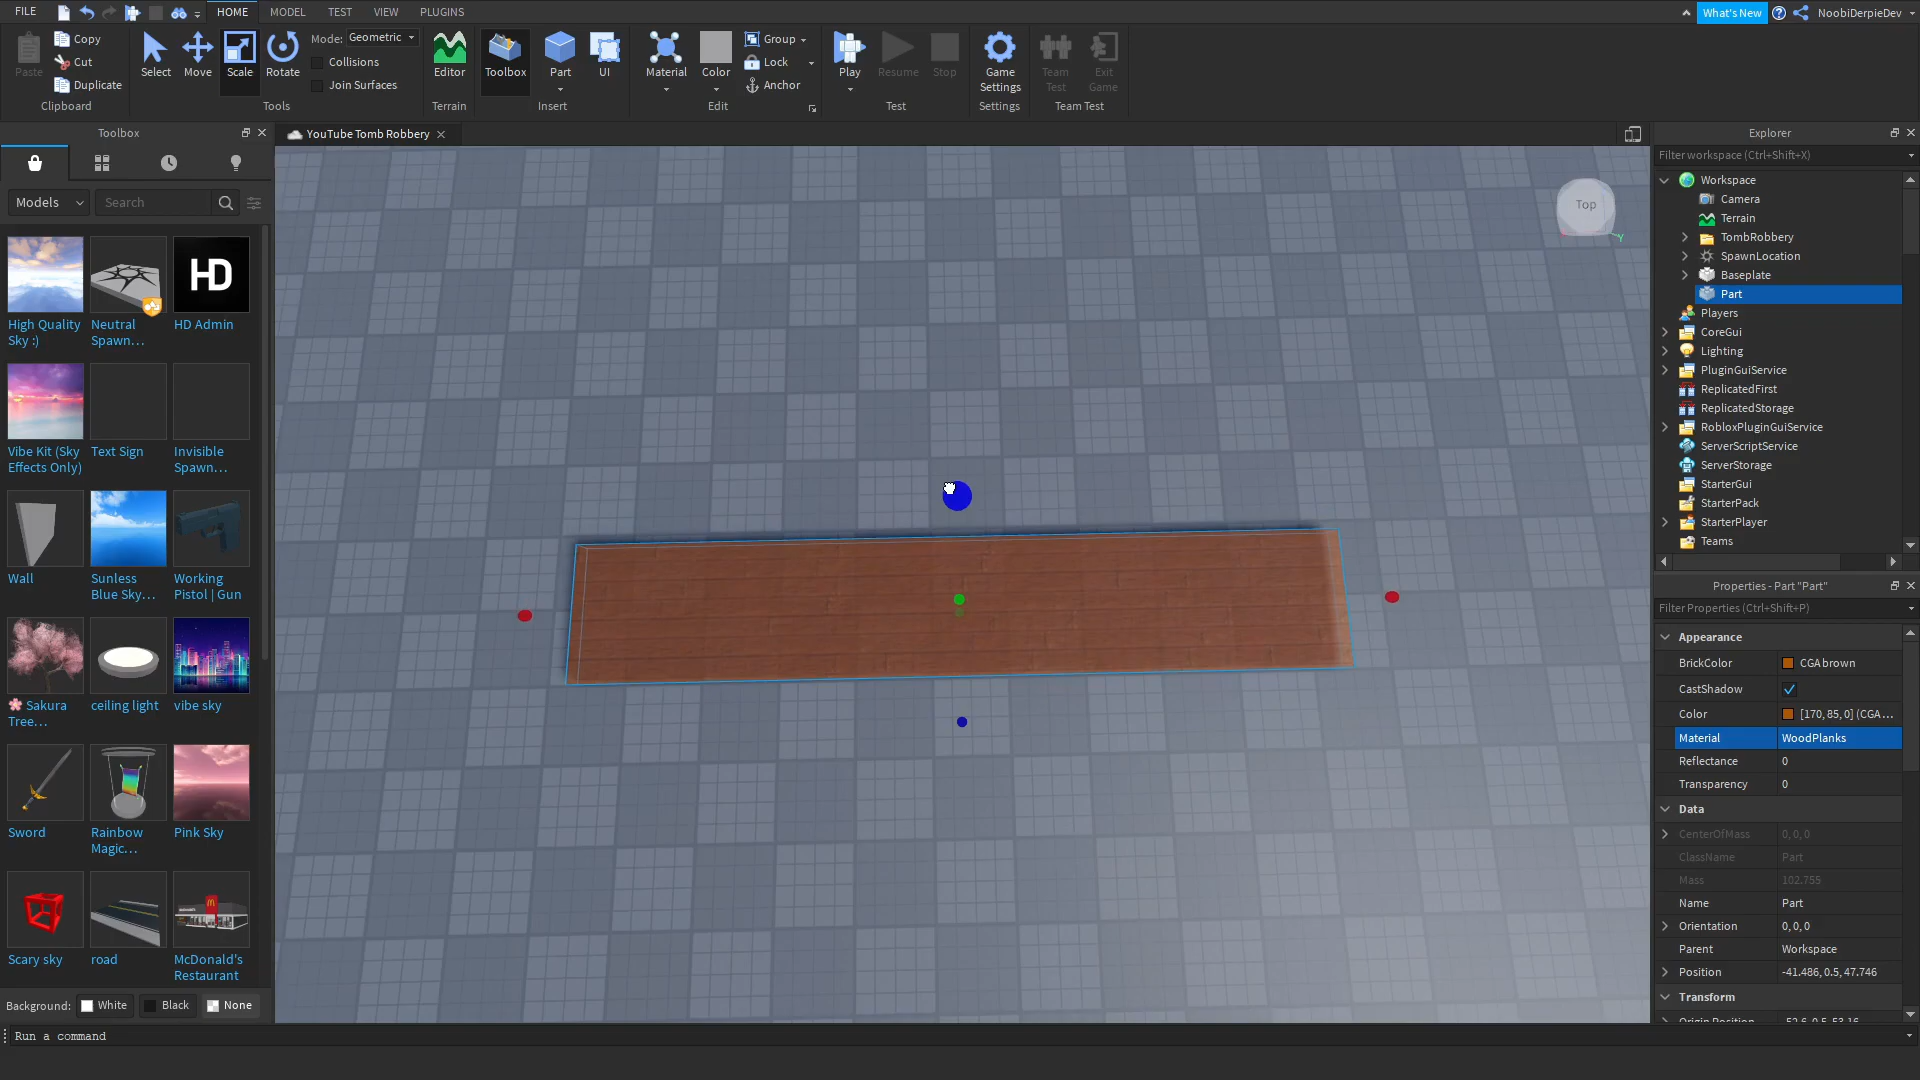 FILE
HOME
MODEL
TEST
VIEW
PLUGINS
What's New
NoobiDerpieDev
Paste
Copy
Cut
Duplicate
Clipboard
Select
Move
Scale
Rotate
Mode: Geometric
Collisions
Join Surfaces
Tools
Editor
Terrain
Toolbox
Part
UI
Insert
Material
Color
Group
Lock
Anchor
Edit
Play
Resume
Stop
Test
Game
Settings
Settings
Team
Test
Exit
Game
Team Test
Toolbox
Models
Search
High Quality
Sky :)
Neutral
Spawn...
HD
HD Admin
Vibe Kit (Sky
Effects Only)
Text Sign
Invisible
Spawn...
Wall
Sunless
Blue Sky...
Working
Pistol | Gun
🌸 Sakura
Tree...
ceiling light
vibe sky
Sword
Rainbow
Magic...
Pink Sky
Scary sky
road
McDonald's
Restaurant
Background: White Black None
Run a command
YouTube Tomb Robbery
Top
Y
Explorer
Filter workspace (Ctrl+Shift+X)
Workspace
Camera
Terrain
TombRobbery
SpawnLocation
Baseplate
Part
Players
CoreGui
Lighting
PluginGuiService
ReplicatedFirst
ReplicatedStorage
RobloxPluginGuiService
ServerScriptService
ServerStorage
StarterGui
StarterPack
StarterPlayer
Teams
Properties - Part "Part"
Filter Properties (Ctrl+Shift+P)
Appearance
BrickColor CGA brown
CastShadow
Color [170, 85, 0] (CGA...
Material WoodPlanks
Reflectance 0
Transparency 0
Data
CenterOfMass 0, 0, 0
ClassName Part
Mass 102.755
Name Part
Orientation 0, 0, 0
Parent Workspace
Position -41.486, 0.5, 47.746
Transform